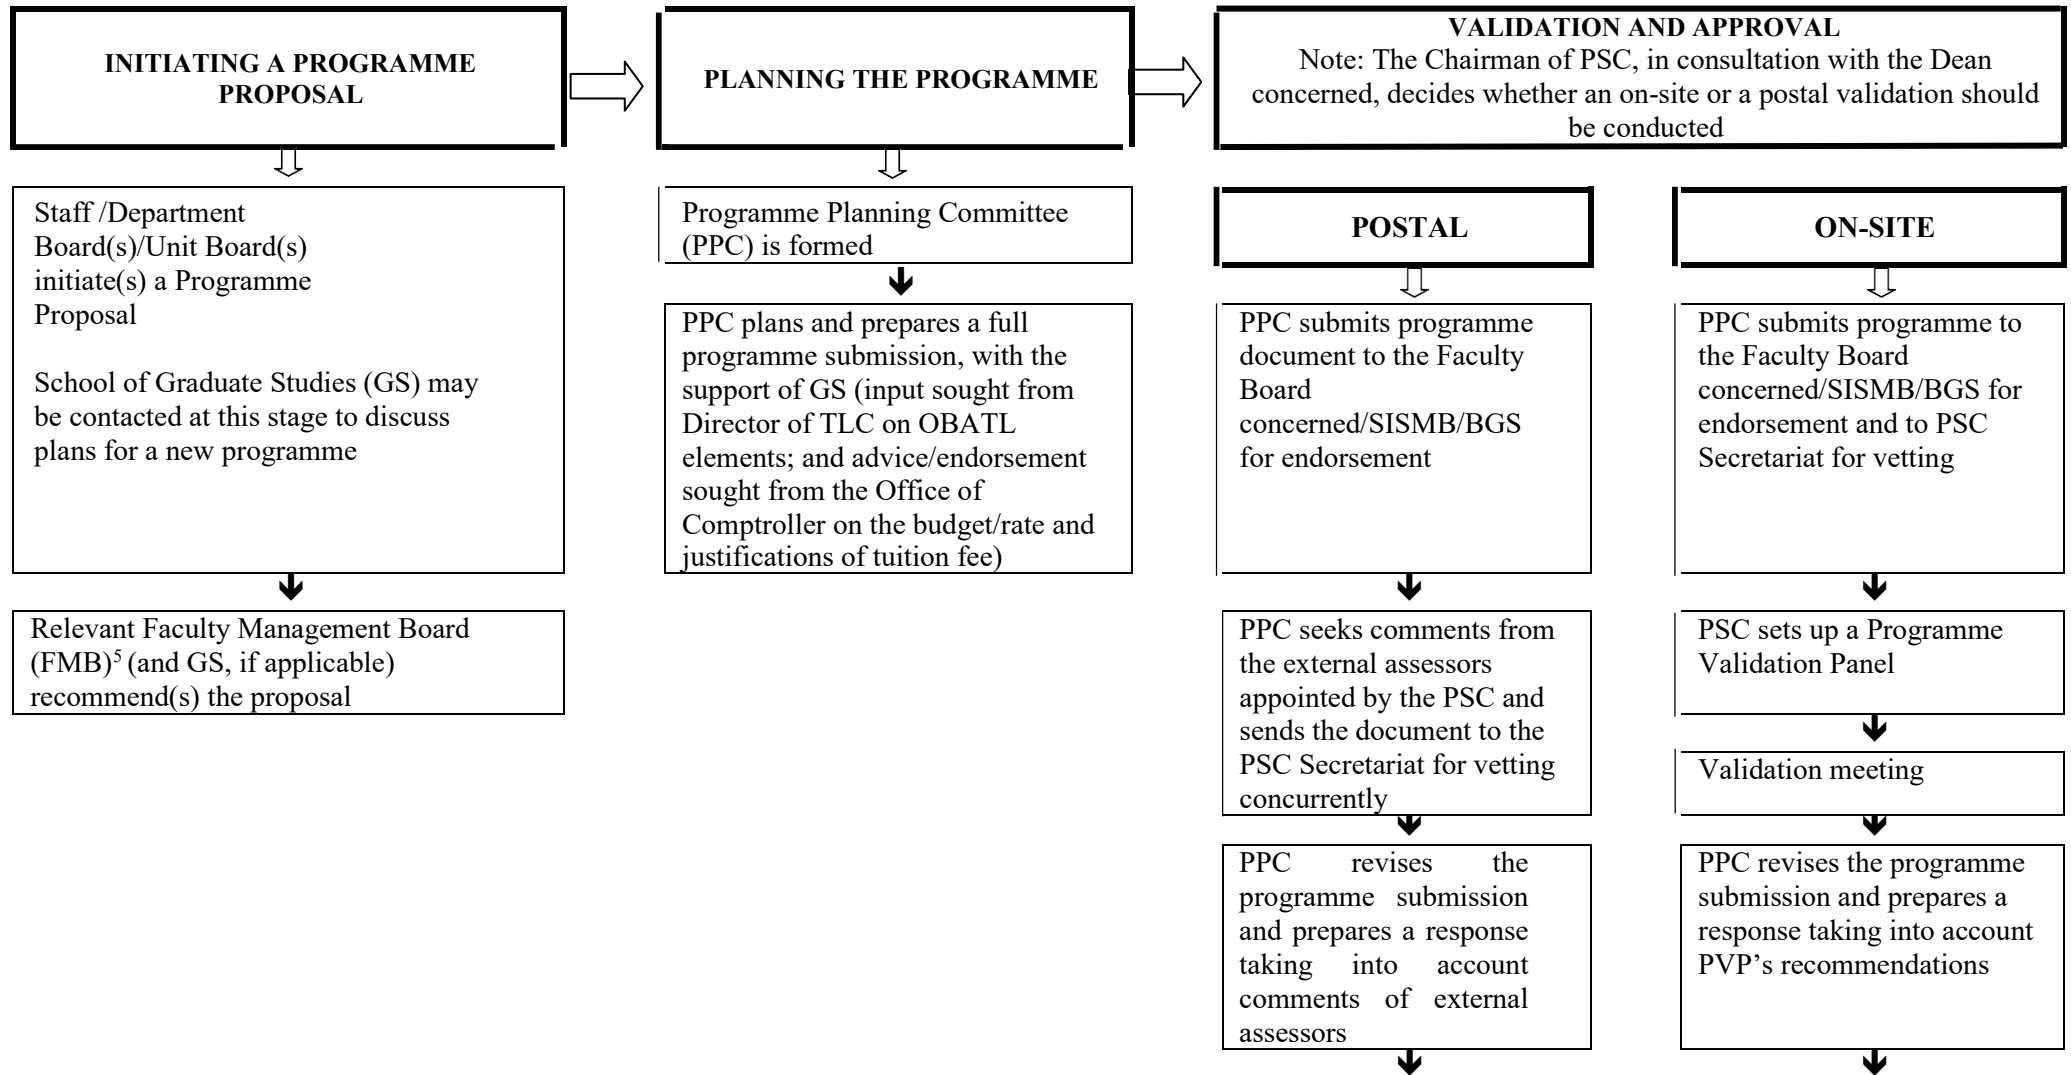 INITIATING A PROGRAMME
PROPOSAL
Staff /Department
Board(s)/Unit Board(s)
initiate(s) a Programme
Proposal
School of Graduate Studies (GS) may
be contacted at this stage to discuss
plans for a new programme
Relevant Faculty Management Board
(FMB)5 (and GS, if applicable)
recommend(s) the proposal
PLANNING THE PROGRAMME
Programme Planning Committee
(PPC) is formed
PPC plans and prepares a full
programme submission, with the
support of GS (input sought from
Director of TLC on OBATL
elements; and advice/endorsement
sought from the Office of
Comptroller on the budget/rate and
justifications of tuition fee)
VALIDATION AND APPROVAL
Note: The Chairman of PSC, in consultation with the Dean
concerned, decides whether an on-site or a postal validation should
be conducted
POSTAL
PPC submits programme
document to the Faculty
Board
concerned/SISMB/BGS
for endorsement
PPC seeks comments from
the external assessors
appointed by the PSC and
sends the document to the
PSC Secretariat for vetting
concurrently
PPC revises the
programme submission
and prepares a response
taking into account
comments of external
assessors
ON-SITE
PPC submits programme to
the Faculty Board
concerned/SISMB/BGS for
endorsement and to PSC
Secretariat for vetting
PSC sets up a Programme
Validation Panel
Validation meeting
PPC revises the programme
submission and prepares a
response taking into account
PVP’s recommendations